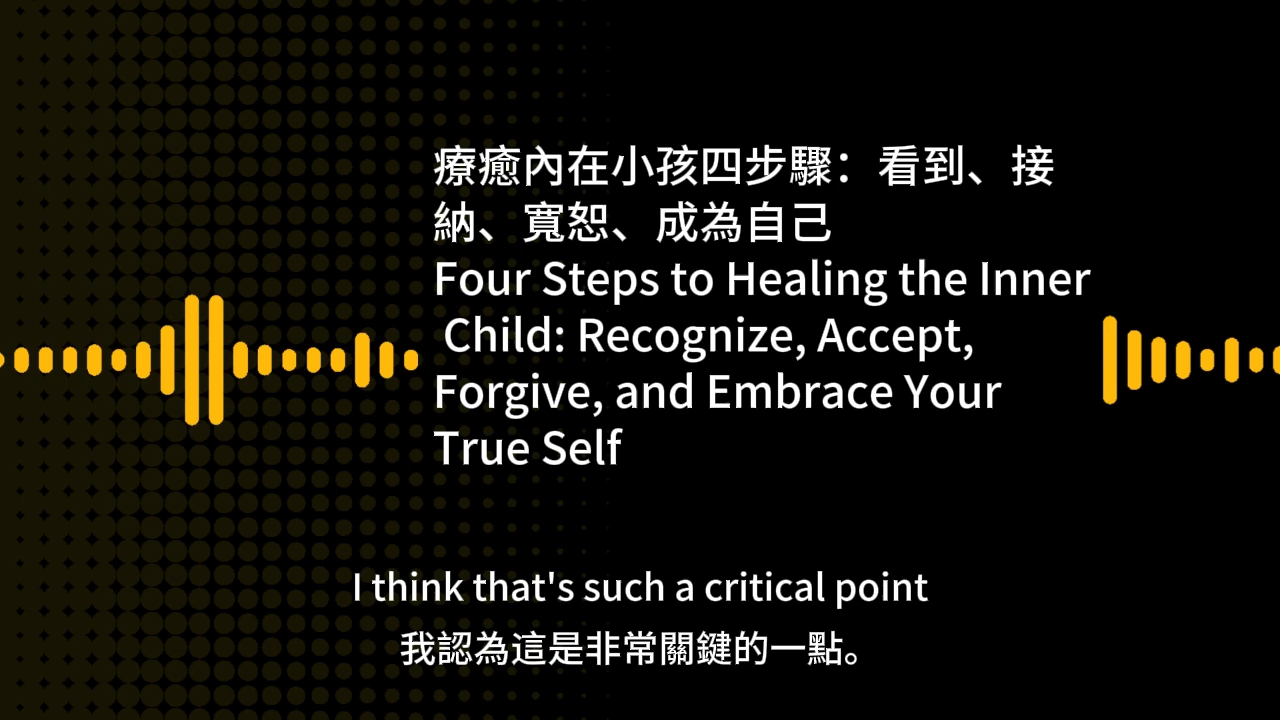 療癒內在小孩四步驟：看到、接
納、寬恕、成為自己
Four Steps to Healing the Inner
Child: Recognize, Accept,
Forgive, and Embrace Your
True Self
I think that's such a critical point
我認為這是非常關鍵的一點。